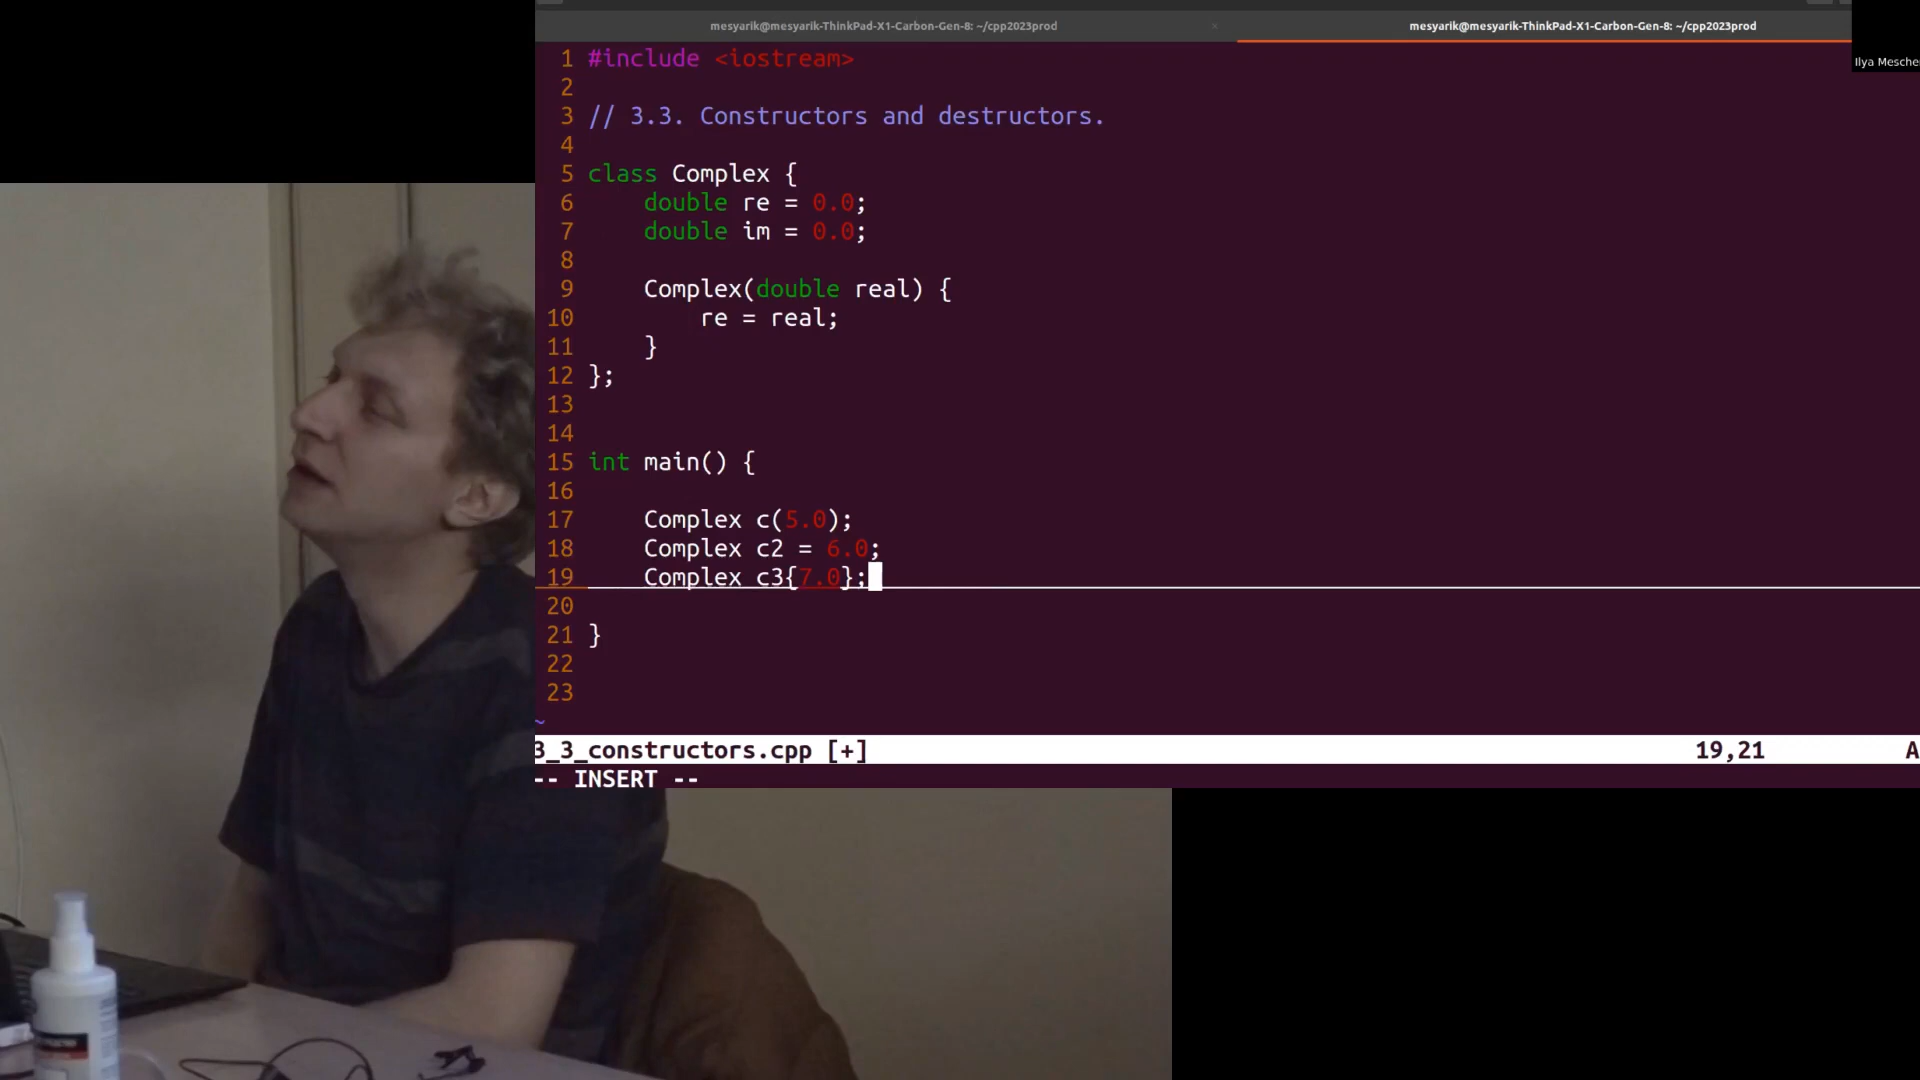 mesyarik@mesyarik-ThinkPad-X1-Carbon-Gen-8: ~/cpp2023prod × mesyarik@mesyarik-ThinkPad-X1-Carbon-Gen-8: ~/cpp2023prod
Ilya Mesche
1 #include <iostream>
2
3 // 3.3. Constructors and destructors.
4
5 class Complex {
6     double re = 0.0;
7     double im = 0.0;
8
9     Complex(double real) {
10         re = real;
11     }
12 };
13
14
15 int main() {
16
17     Complex c(5.0);
18     Complex c2 = 6.0;
19     Complex c3{7.0};
20
21 }
22
23
~
3_3_constructors.cpp [+] 19,21 A
-- INSERT --